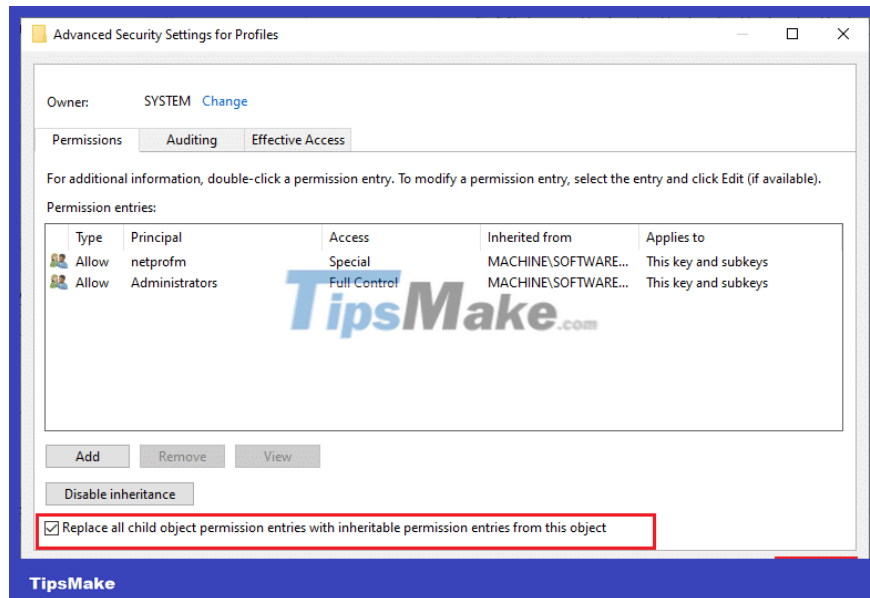 Advanced Security Settings for Profiles
Owner: SYSTEM Change
Permissions Auditing Effective Access
For additional information, double-click a permission entry. To modify a permission entry, select the entry and click Edit (if available).
Permission entries:
Type Principal Access Inherited from Applies to
Allow netprofm Special MACHINE\SOFTWARE... This key and subkeys
Allow Administrators Full Control MACHINE\SOFTWARE... This key and subkeys
TipsMake.com
Add Remove View
Disable inheritance
Replace all child object permission entries with inheritable permission entries from this object
TipsMake